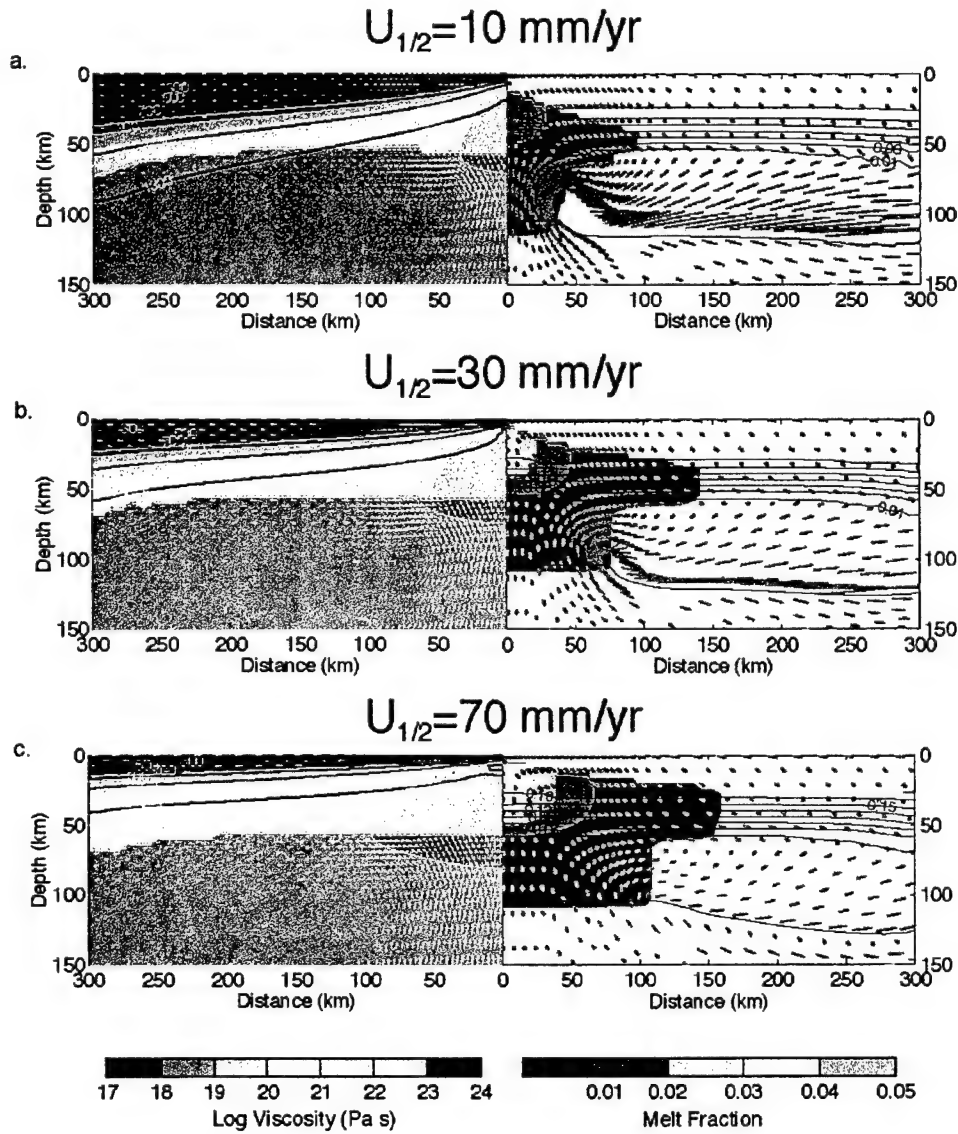 U1/2=10 mm/yr
a.
0 50 100 150
Depth (km)
300 250 200 150 100 50 0
Distance (km)
0.01
0 50 100 150 200 250 300
Distance (km)
0 50 100 150
U1/2=30 mm/yr
b.
0 50 100 150
Depth (km)
300 250 200 150 100 50 0
Distance (km)
0.01
0 50 100 150 200 250 300
Distance (km)
0 50 100 150
U1/2=70 mm/yr
c.
0 50 100 150
Depth (km)
300 250 200 150 100 50 0
Distance (km)
0.15
0 50 100 150 200 250 300
Distance (km)
0 50 100 150
17 18 19 20 21 22 23 24
Log Viscosity (Pa s)
0.01 0.02 0.03 0.04 0.05
Melt Fraction